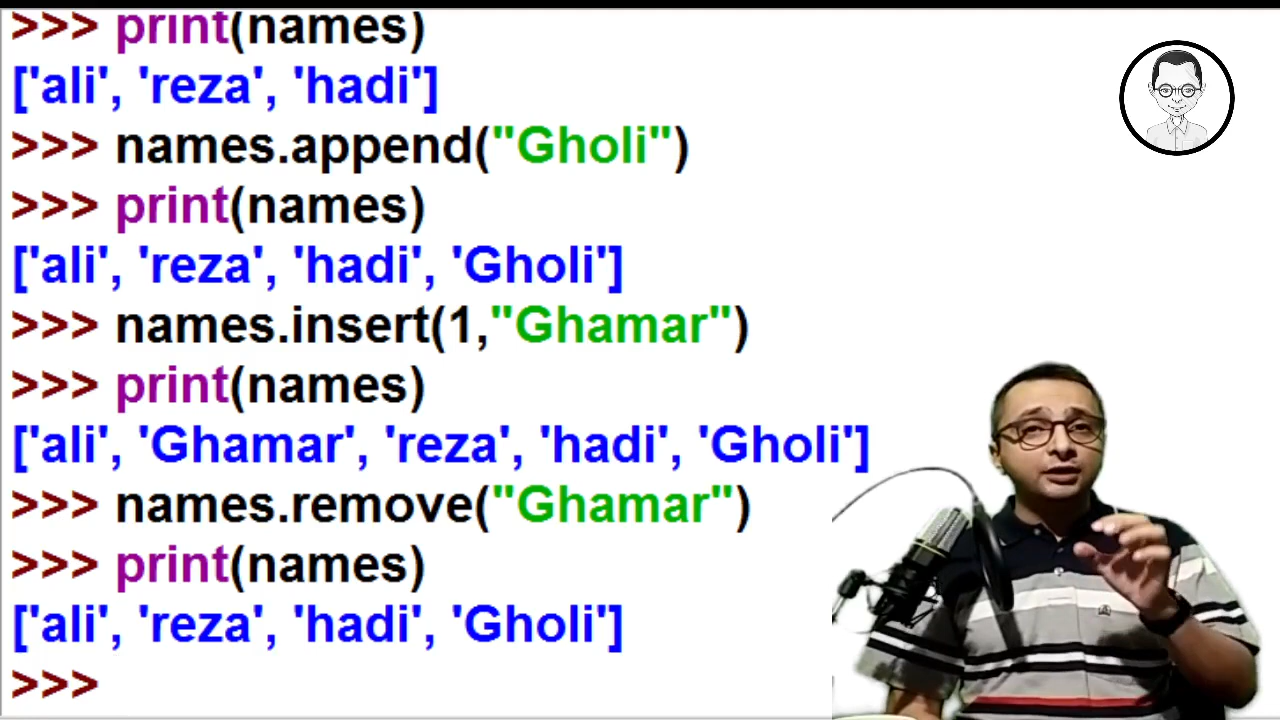 >>> print(names)
['ali', 'reza', 'hadi']
>>> names.append("Gholi")
>>> print(names)
['ali', 'reza', 'hadi', 'Gholi']
>>> names.insert(1,"Ghamar")
>>> print(names)
['ali', 'Ghamar', 'reza', 'hadi', 'Gholi']
>>> names.remove("Ghamar")
>>> print(names)
['ali', 'reza', 'hadi', 'Gholi']
>>>